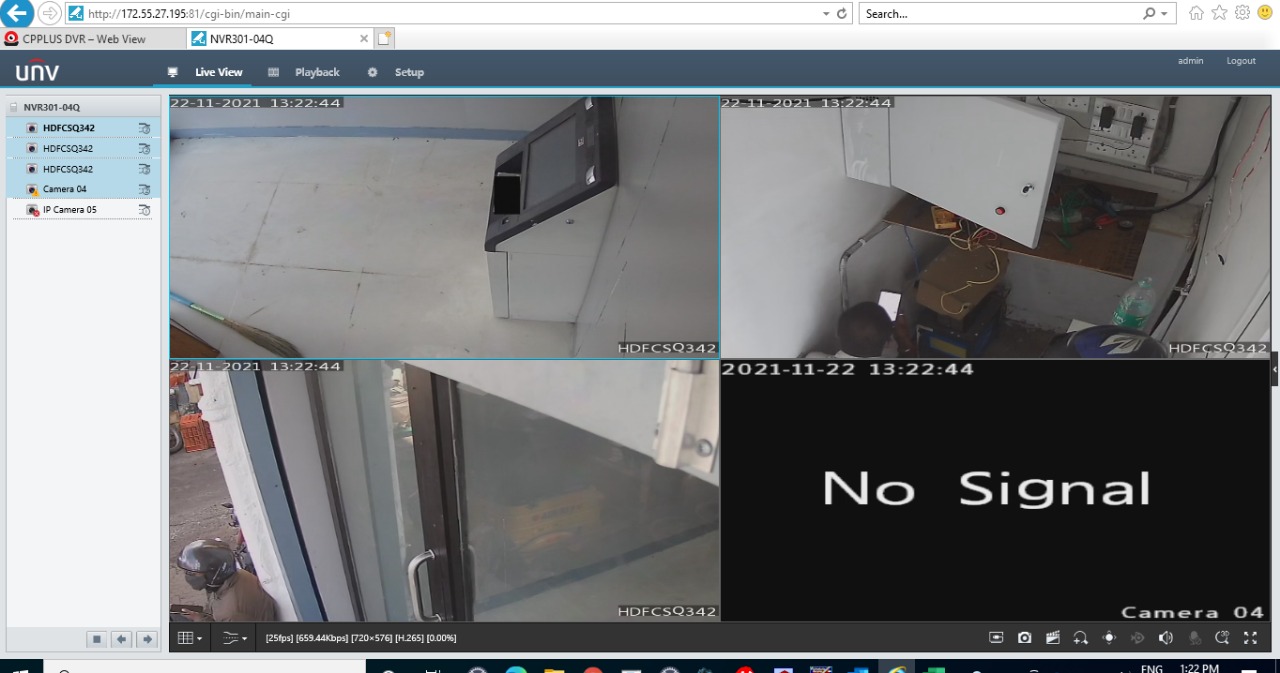 http://172.55.27.195:81/cgi-bin/main-cgi
Search...
CPPLUS DVR – Web View
NVR301-04Q
unv
Live View
Playback
Setup
admin
Logout
NVR301-04Q
HDFCSQ342
HDFCSQ342
HDFCSQ342
Camera 04
IP Camera 05
22-11-2021 13:22:44
HDFCSQ342
22-11-2021 13:22:44
HDFCSQ342
22-11-2021 13:22:44
HDFCSQ342
2021-11-22 13:22:44
No Signal
Camera 04
[25fps] [659.44Kbps] [720×576] [H.265] [0.00%]
ENG
1:22 PM